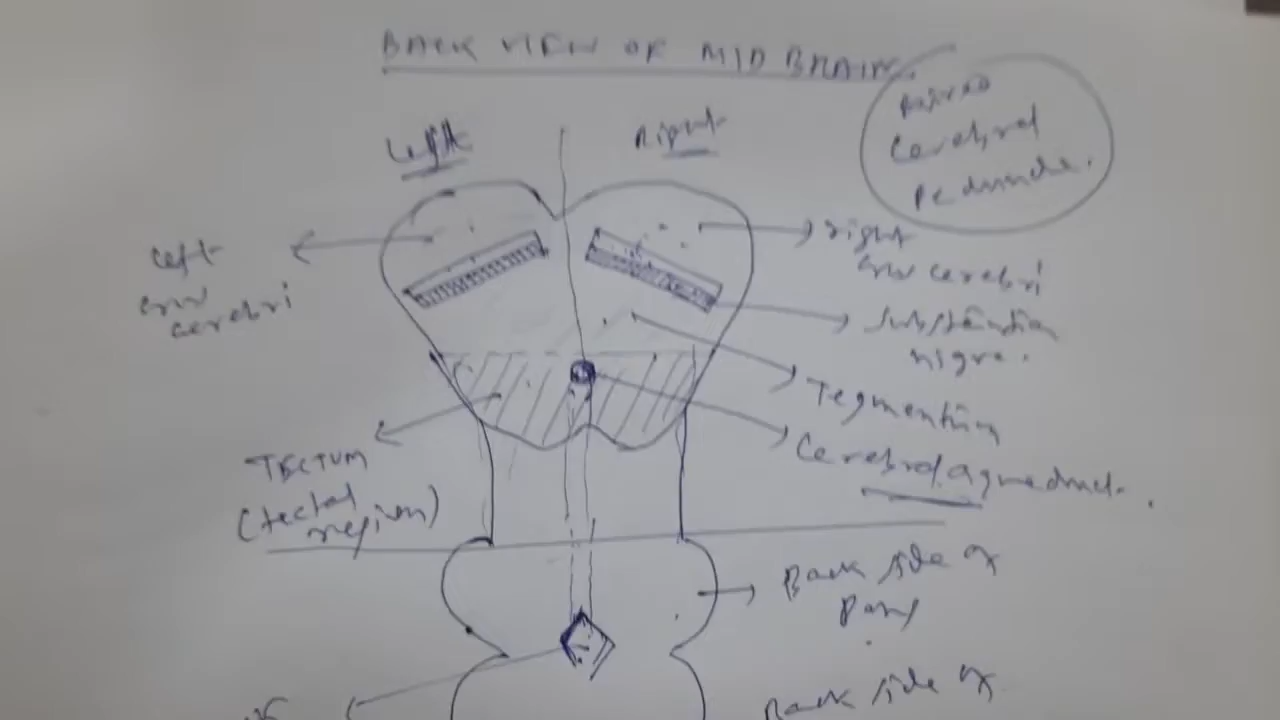 BACK VIEW OF MID BRAIN.
Left
Right
cerebral
peduncle.
Left
crus
cerebri
right
crus cerebri
Substantia
nigra.
Tegmentum
Cerebral aqueduct.
TECTUM
(tectal
region)
Back side of
Pons
Back side of